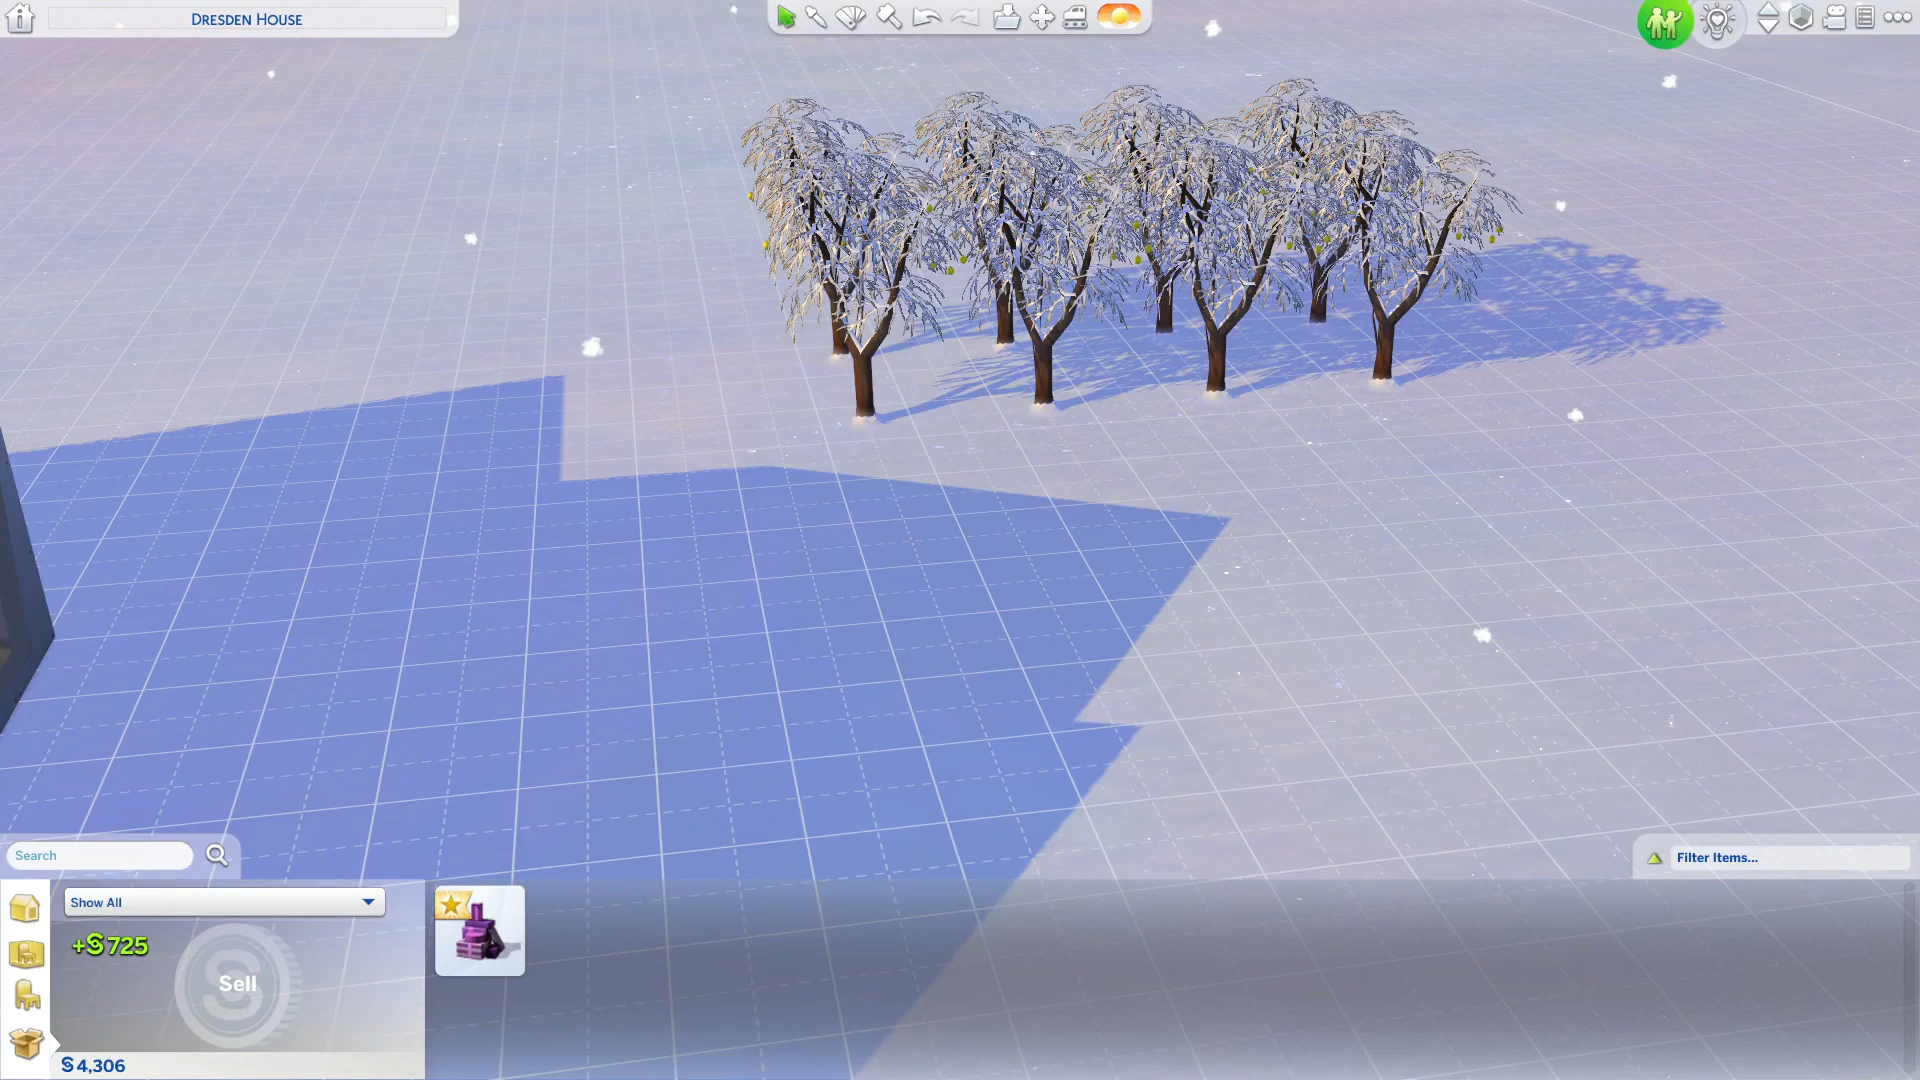 Dresden House
Search
Filter Items...
Show All
+§725
Sell
§4,306